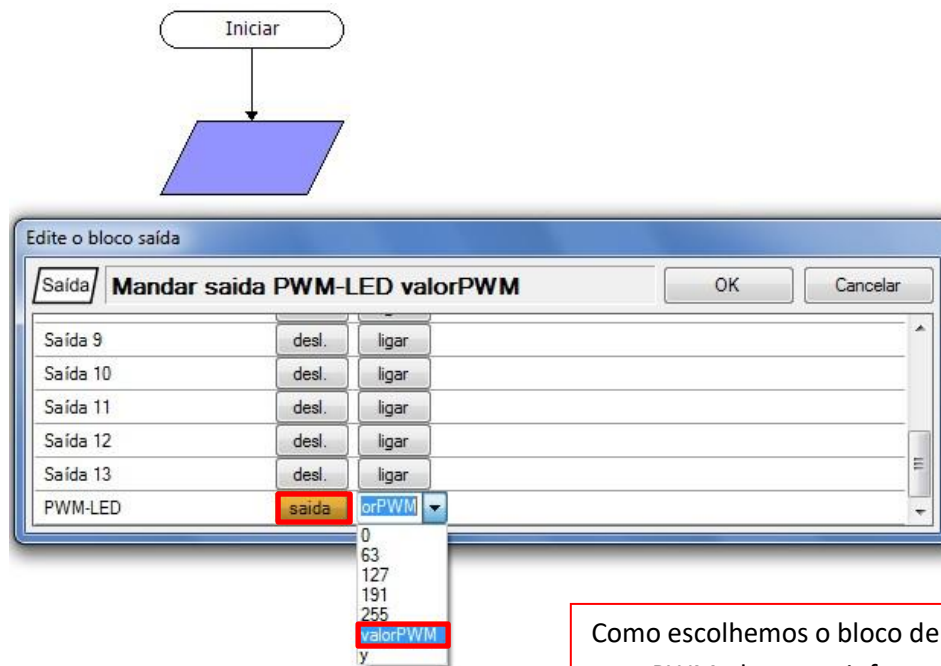 Iniciar
Edite o bloco saída
Saída Mandar saida PWM-LED valorPWM OK Cancelar
Saída 9 desl. ligar
Saída 10 desl. ligar
Saída 11 desl. ligar
Saída 12 desl. ligar
Saída 13 desl. ligar
PWM-LED saida orPWM
0
63
127
191
255
valorPWM
y
Como escolhemos o bloco de